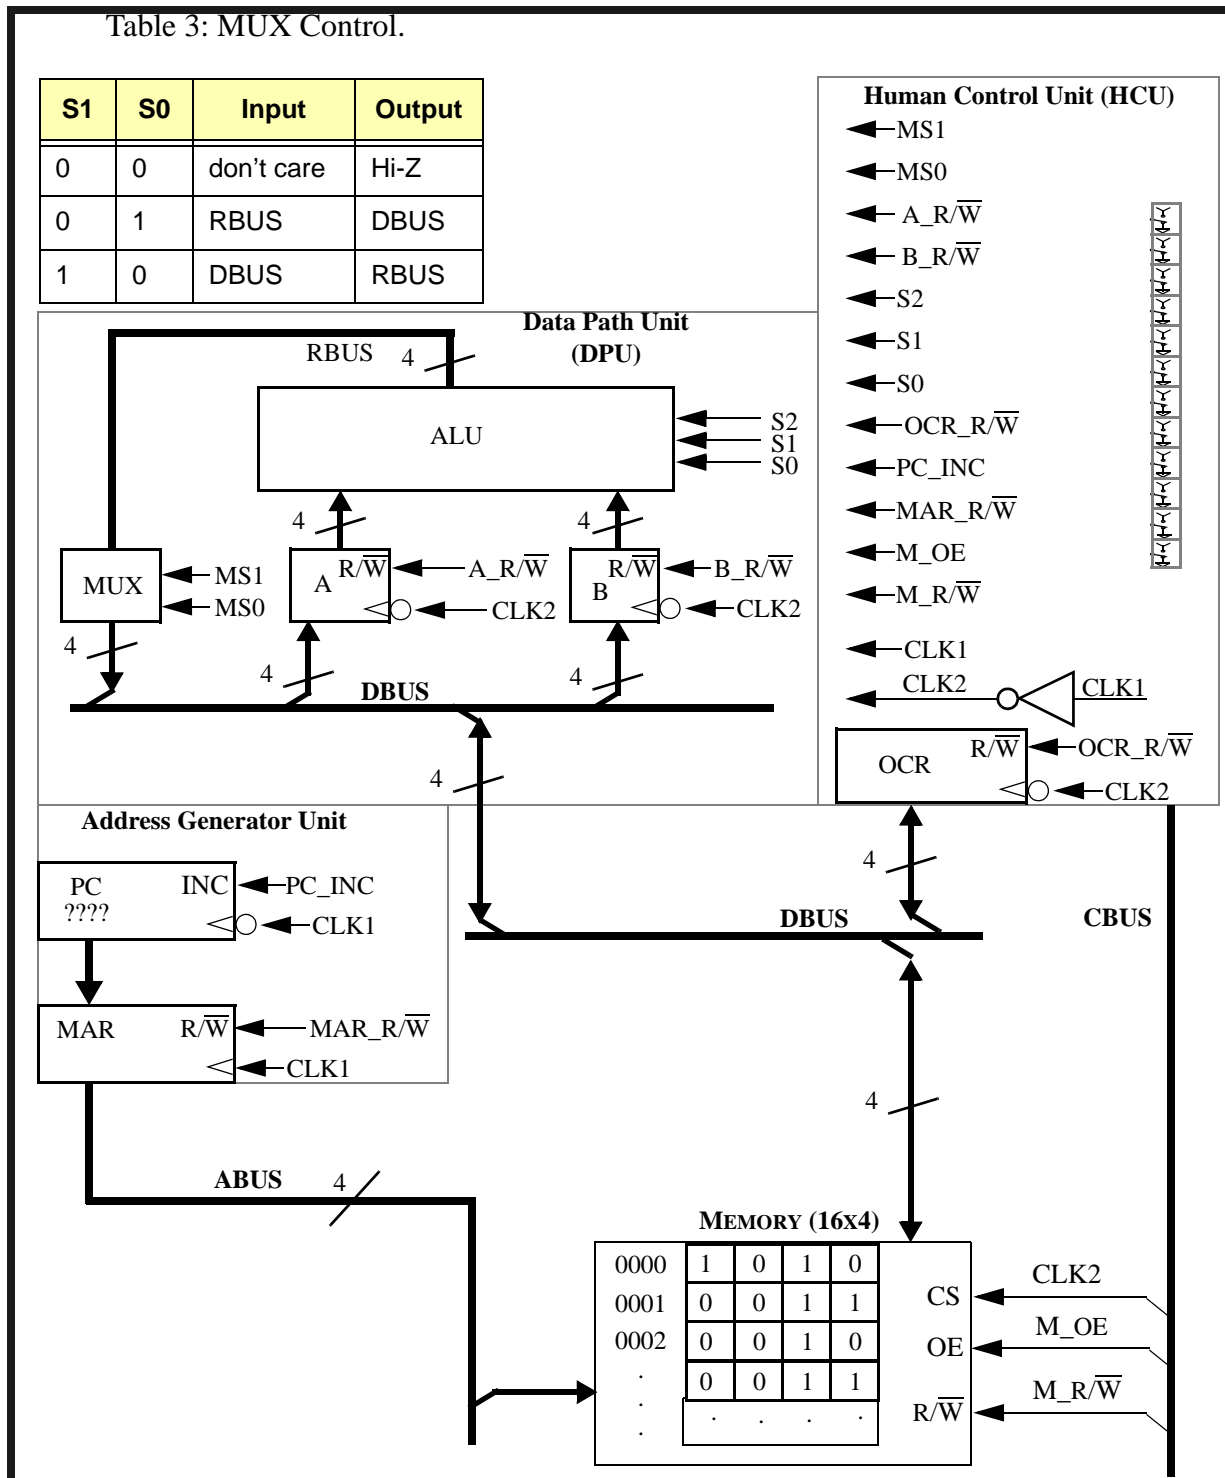 Table 3: MUX Control.
S1 S0 Input Output
0 0 don't care Hi-Z
0 1 RBUS DBUS
1 0 DBUS RBUS
Human Control Unit (HCU)
MS1
MS0
A_R/W̅
B_R/W̅
S2
S1
S0
OCR_R/W̅
PC_INC
MAR_R/W̅
M_OE
M_R/W̅
CLK1
CLK2 CLK1
OCR R/W̅ OCR_R/W̅
CLK2
Data Path Unit
(DPU)
RBUS 4
ALU
S2
S1
S0
4 4
MUX MS1
MS0
A R/W̅ A_R/W̅
CLK2
B R/W̅ B_R/W̅
CLK2
4 4 4
DBUS
4
Address Generator Unit
PC INC PC_INC
????
CLK1
MAR R/W̅ MAR_R/W̅
CLK1
4
DBUS CBUS
4
ABUS 4
MEMORY (16X4)
0000 1 0 1 0
0001 0 0 1 1
0002 0 0 1 0
. 0 0 1 1
. . . . .
.
CS CLK2
OE M_OE
R/W̅ M_R/W̅